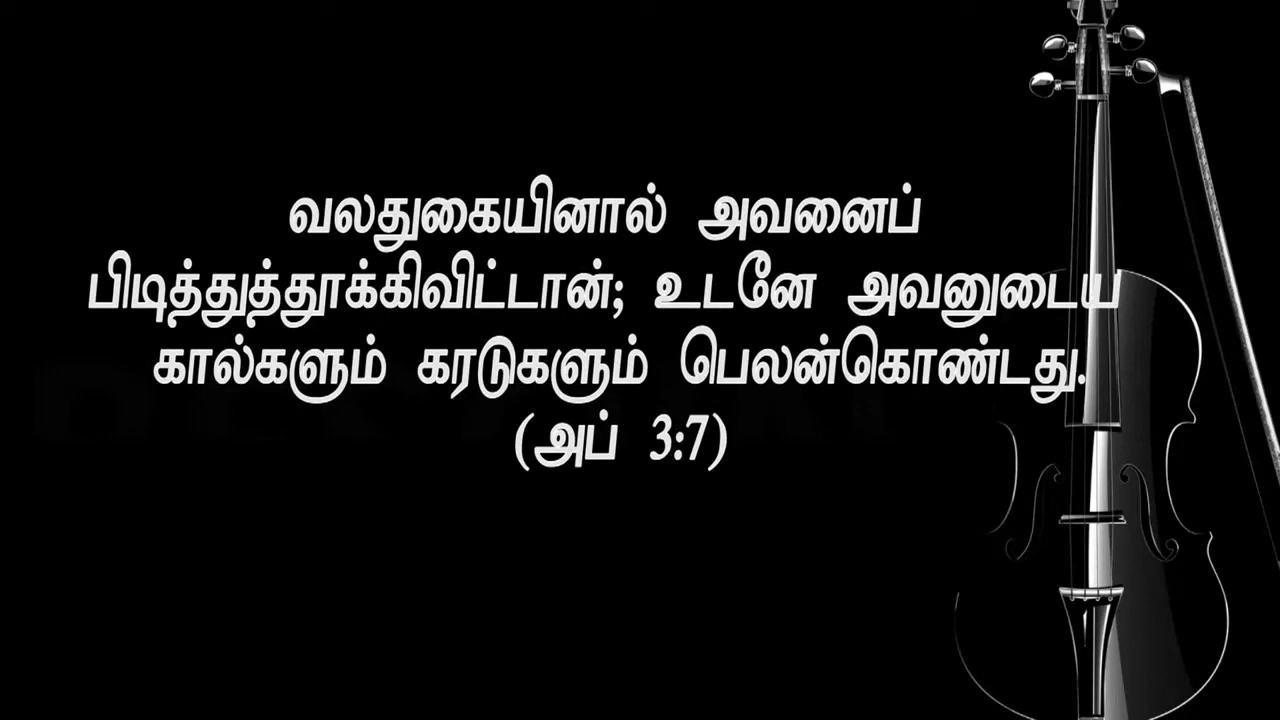 வலதுகையினால் அவனைப்
பிடித்துத்தூக்கிவிட்டான்; உடனே அவனுடைய
கால்களும் கரடுகளும் பெலன்கொண்டது.
(அப் 3:7)